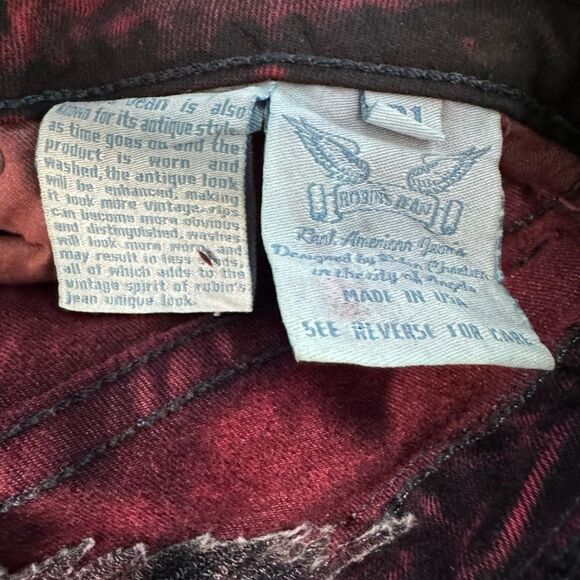 jean is also
known for its antique style
as time goes on and the
product is worn and
washed, the antique look
will be enhanced, making
it look more vintage. rips
can become more obvious
and distinguished, washes
will look more worn and
may result in less
all of which adds to the
vintage spirit of robin's
jean unique look.
ROBIN'S JEAN
Real American Jeans
Designed by Chretien
in the city of Angels
MADE IN USA
SEE REVERSE FOR CARE